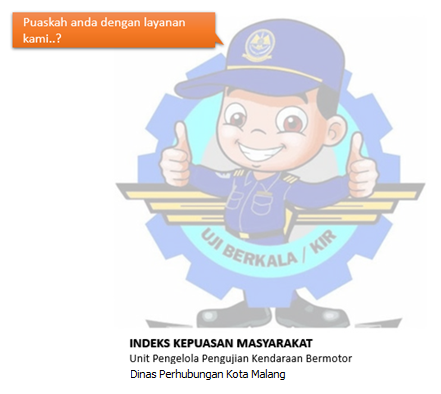 Puaskah anda dengan layanan
kami..?
UJI BERKALA / KIR
INDEKS KEPUASAN MASYARAKAT
Unit Pengelola Pengujian Kendaraan Bermotor
Dinas Perhubungan Kota Malang